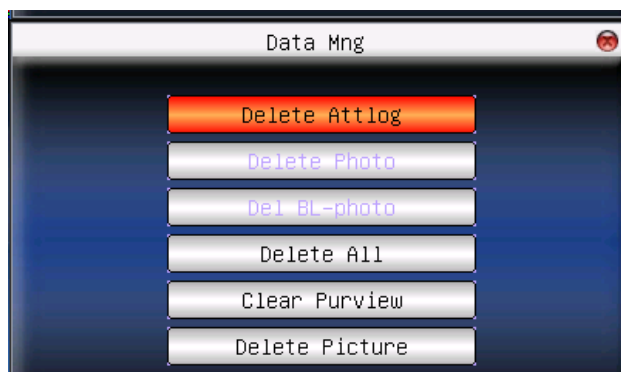 Data Mng
Delete Attlog
Delete Photo
Del BL-photo
Delete All
Clear Purview
Delete Picture